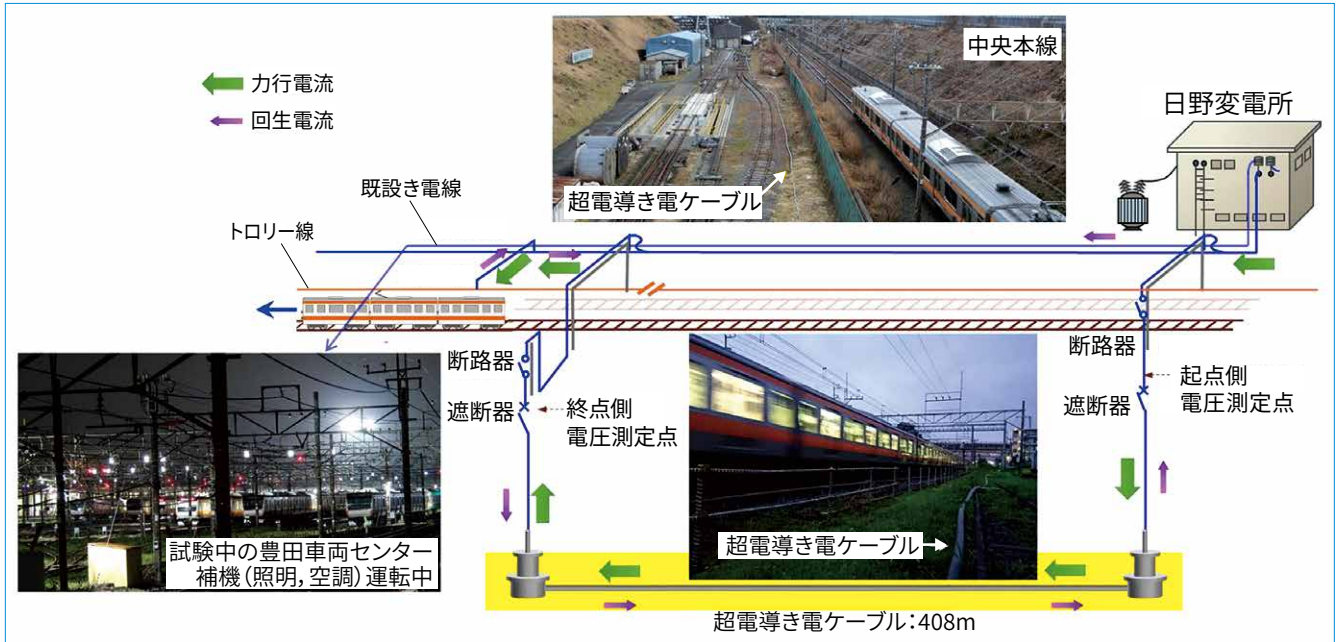 中央本線
力行電流
回生電流
日野変電所
既設き電線
超電導き電ケーブル
トロリー線
断路器
遮断器
終点側
電圧測定点
断路器
遮断器
起点側
電圧測定点
超電導き電ケーブル
試験中の豊田車両センター
補機(照明,空調)運転中
超電導き電ケーブル:408m